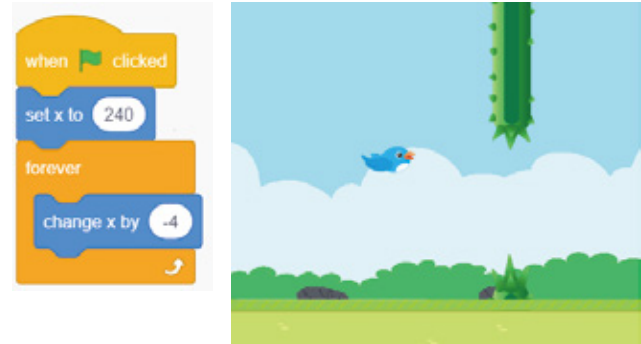 when clicked
set x to 240
forever
change x by -4